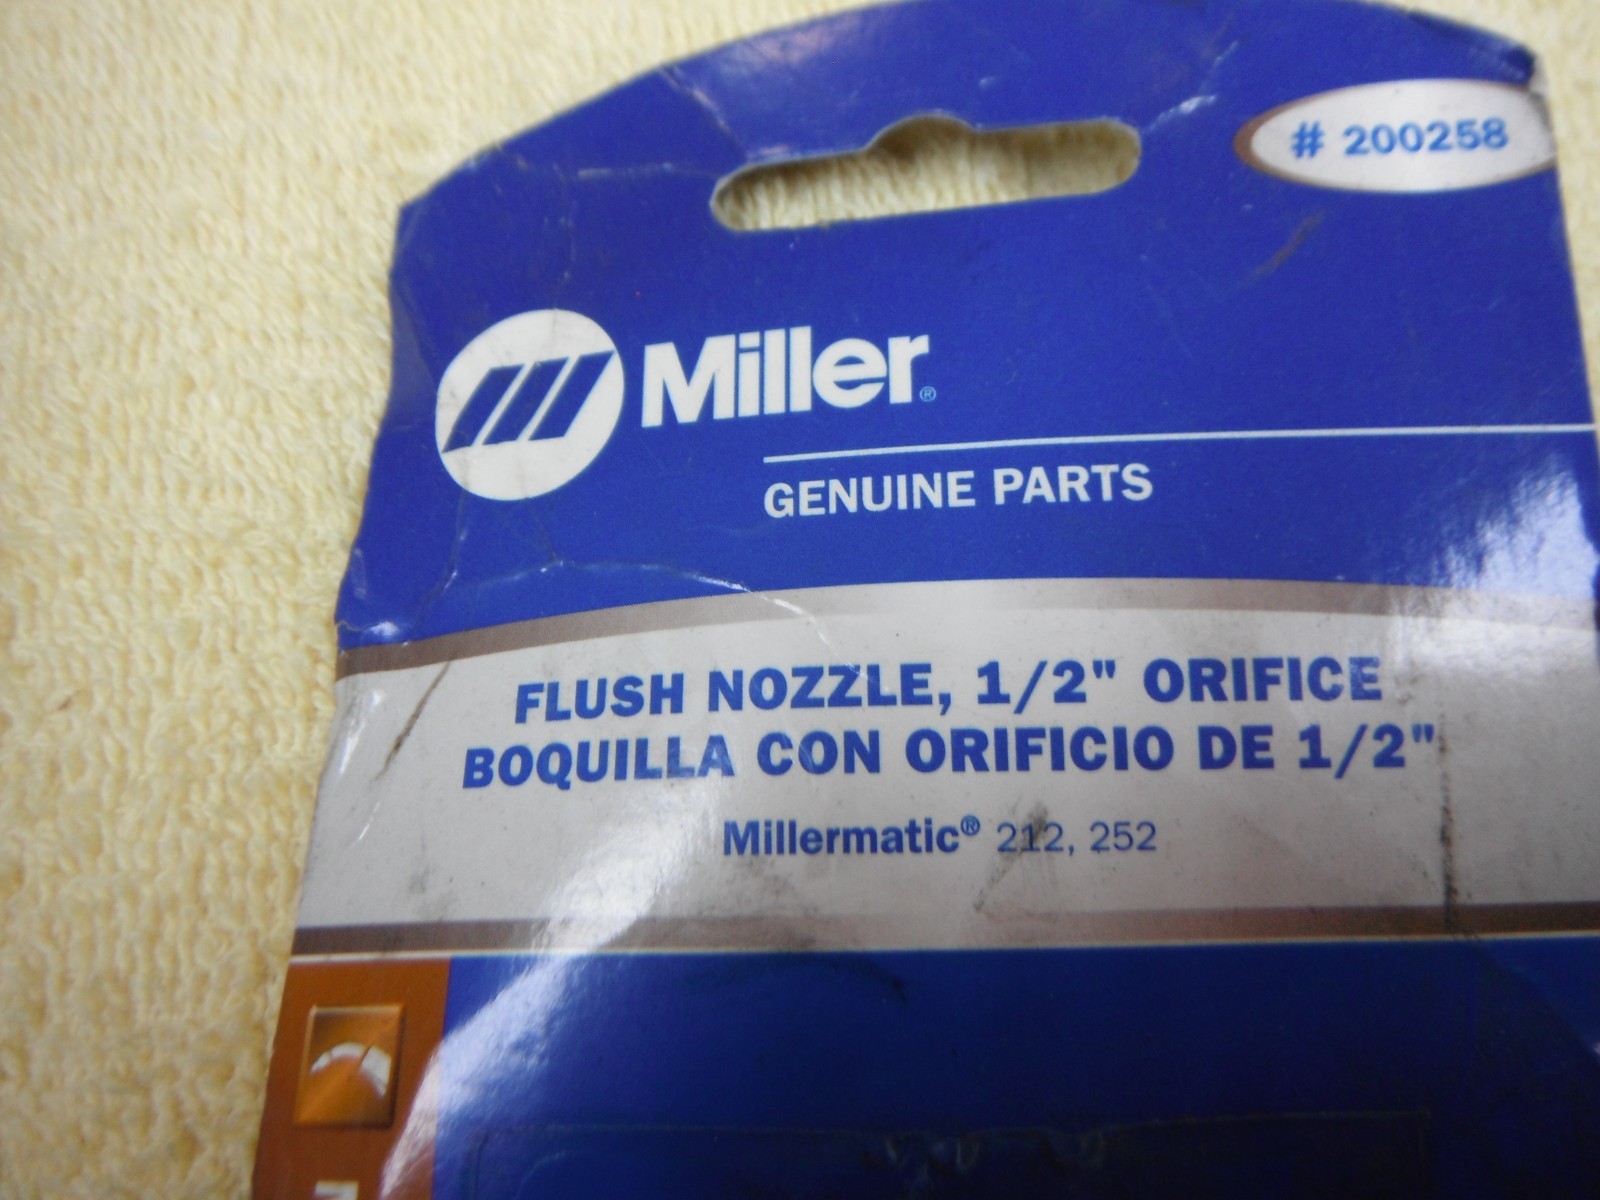 # 200258
Miller®
GENUINE PARTS
FLUSH NOZZLE, 1/2" ORIFICE
BOQUILLA CON ORIFICIO DE 1/2"
Millermatic® 212, 252